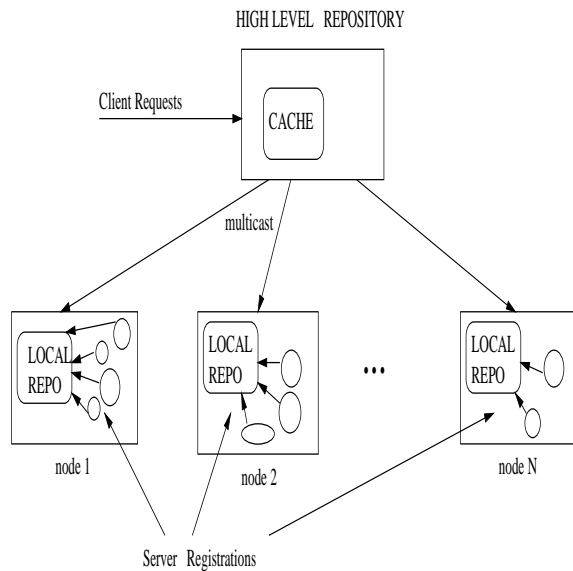 HIGH LEVEL REPOSITORY
Client Requests
CACHE
multicast
LOCAL
REPO
LOCAL
REPO
...
LOCAL
REPO
node 1
node 2
node N
Server Registrations